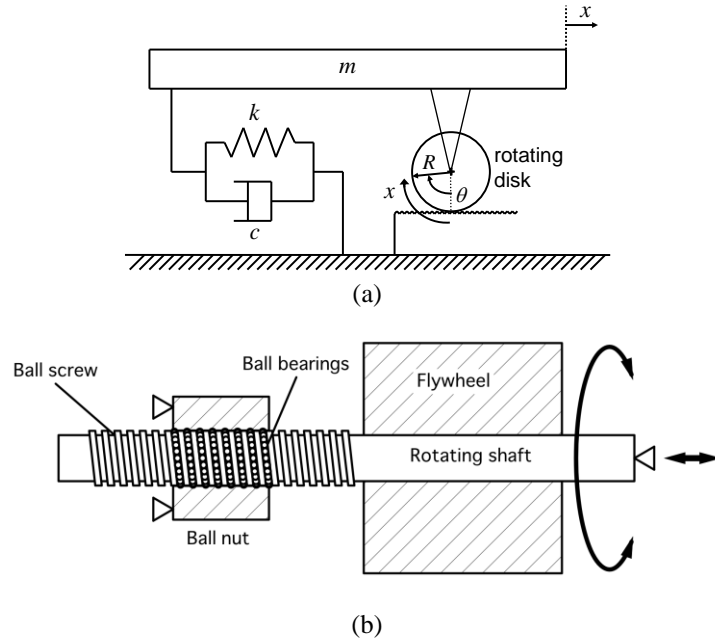 x
m
k
R
rotating
disk
x
θ
c
(a)
Ball screw
Ball bearings
Flywheel
Rotating shaft
Ball nut
(b)